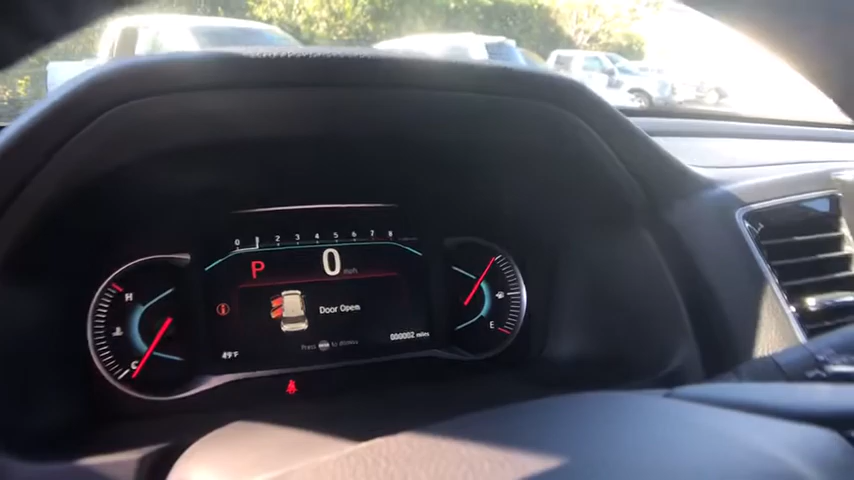 0 1 2 3 4 5 6 7 8
P 0 mph
H
F
Door Open
C
E
Press to dismiss
000002 miles
49°F